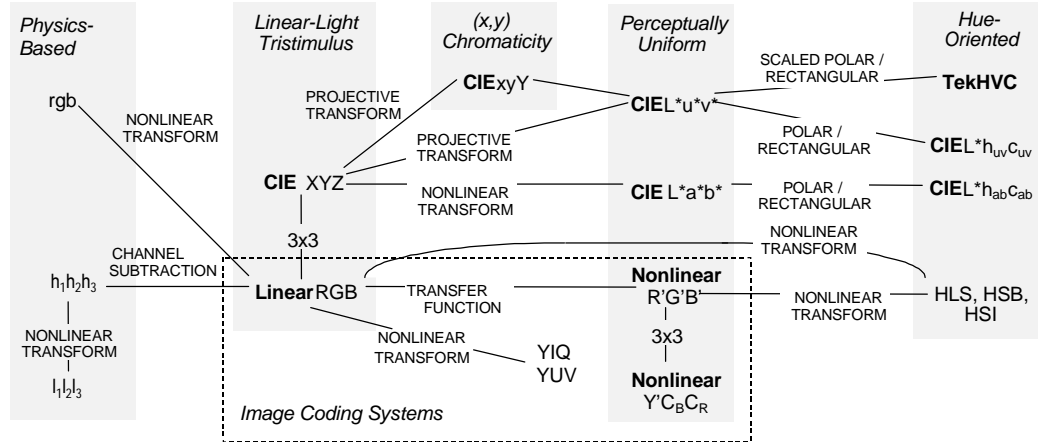 Physics-
Based
Linear-Light
Tristimulus
(x,y)
Chromaticity
Perceptually
Uniform
Hue-
Oriented
rgb
NONLINEAR
TRANSFORM
PROJECTIVE
TRANSFORM
CIExyY
PROJECTIVE
TRANSFORM
CIEL*u*v*
SCALED POLAR /
RECTANGULAR
TekHVC
POLAR /
RECTANGULAR
CIEL*huvcuv
CIE XYZ
NONLINEAR
TRANSFORM
CIE L*a*b*
POLAR /
RECTANGULAR
CIEL*habcab
3x3
NONLINEAR
TRANSFORM
CHANNEL
SUBTRACTION
h1h2h3
Linear RGB
TRANSFER
FUNCTION
Nonlinear
R'G'B'
NONLINEAR
TRANSFORM
HLS, HSB,
HSI
NONLINEAR
TRANSFORM
l1l2l3
NONLINEAR
TRANSFORM
YIQ
YUV
3x3
Nonlinear
Y'CBCR
Image Coding Systems